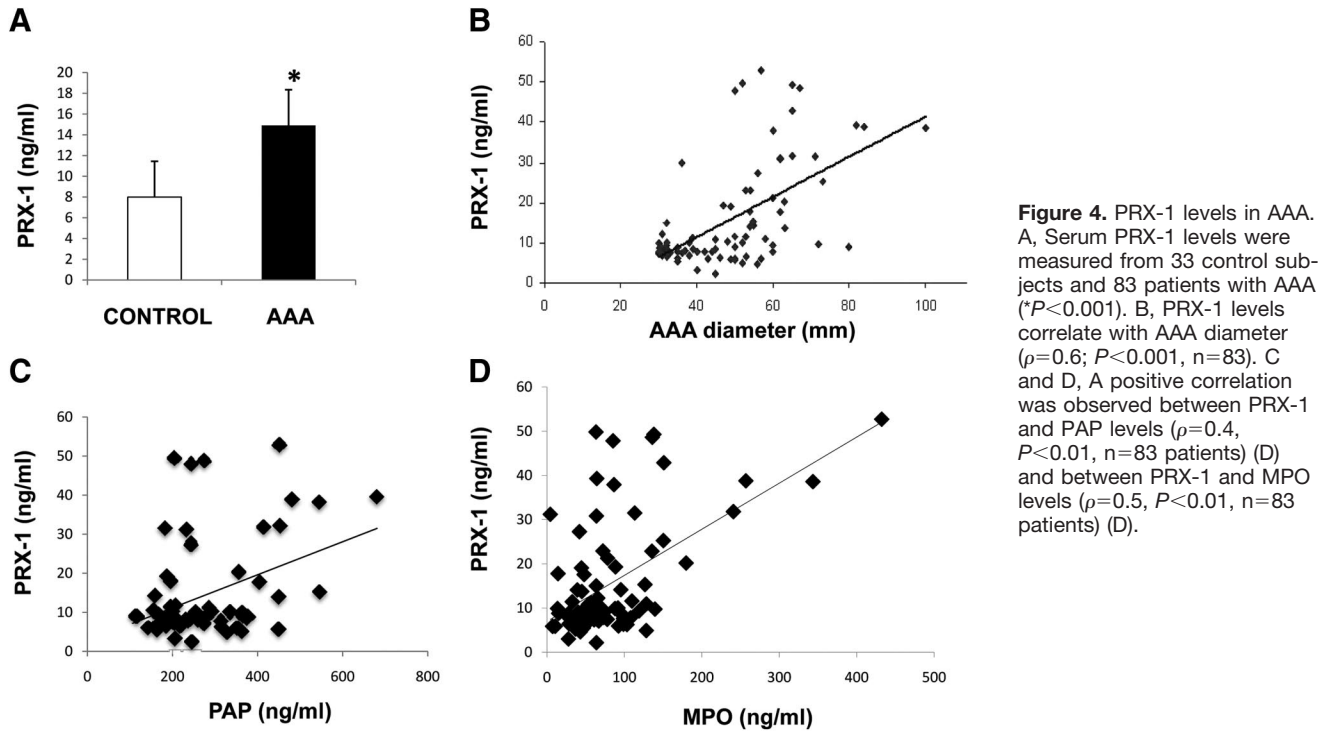 A
PRX-1 (ng/ml)
20
18
16
14
12
10
8
6
4
2
0
*
CONTROL
AAA
B
PRX-1 (ng/ml)
60
50
40
30
20
10
0
0
20
40
60
80
100
AAA diameter (mm)
C
PRX-1 (ng/ml)
60
50
40
30
20
10
0
0
200
400
600
800
PAP (ng/ml)
D
PRX-1 (ng/ml)
60
50
40
30
20
10
0
0
100
200
300
400
500
MPO (ng/ml)
Figure 4. PRX-1 levels in AAA.
A, Serum PRX-1 levels were
measured from 33 control sub-
jects and 83 patients with AAA
(*P<0.001). B, PRX-1 levels
correlate with AAA diameter
(ρ=0.6; P<0.001, n=83). C
and D, A positive correlation
was observed between PRX-1
and PAP levels (ρ=0.4,
P<0.01, n=83 patients) (D)
and between PRX-1 and MPO
levels (ρ=0.5, P<0.01, n=83
patients) (D).